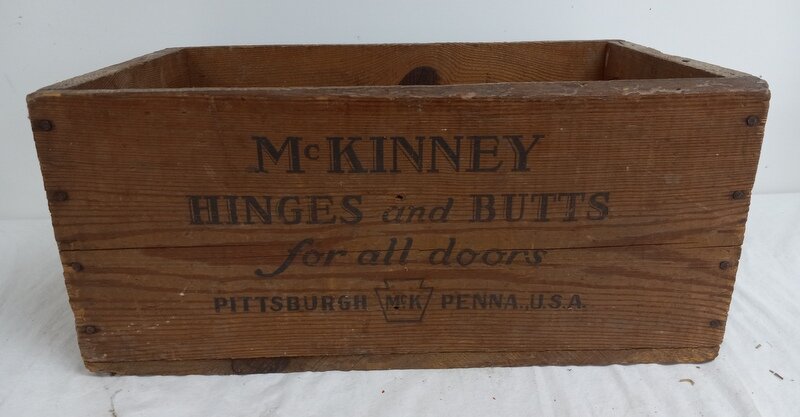 McKINNEY
HINGES and BUTTS
for all doors
PITTSBURGH McK PENNA., U.S.A.